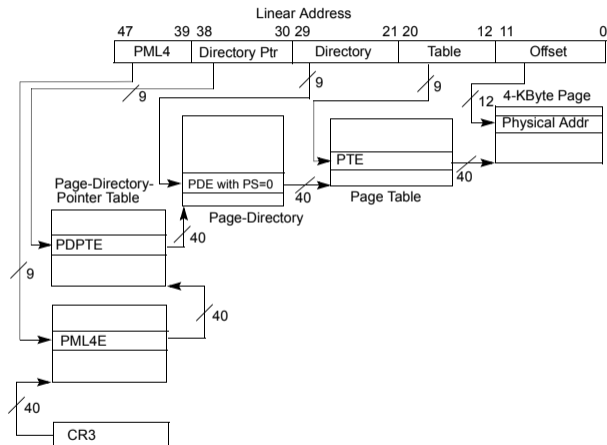 Linear Address
47 39 38 30 29 21 20 12 11 0
PML4 Directory Ptr Directory Table Offset
9 9 9 12 4-KByte Page
Physical Addr
PTE
40
PDE with PS=0
40
Page Table
Page-Directory-
Pointer Table
Page-Directory
PDPTE
40
9
40
PML4E
40
CR3